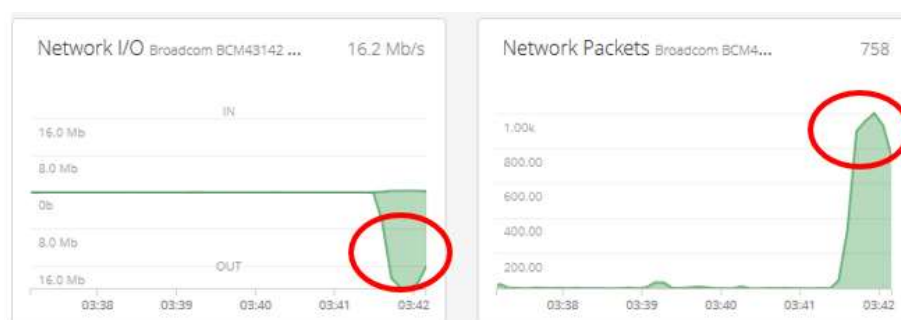 Network I/O Broadcom BCM43142 ... 16.2 Mb/s
IN
16.0 Mb
8.0 Mb
0b
8.0 Mb
OUT
16.0 Mb
03:38 03:39 03:40 03:41 03:42
Network Packets Broadcom BCM4... 758
1.00k
800.00
600.00
400.00
200.00
03:38 03:39 03:40 03:41 03:42